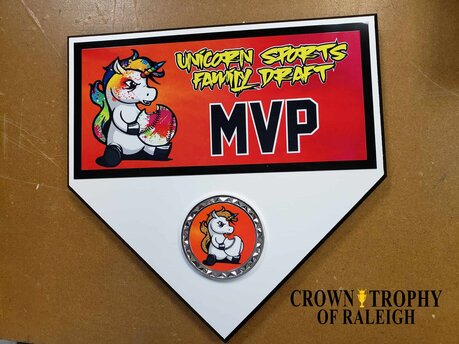 UNICORN SPORTS
FAMILY DRAFT
MVP
CROWN TROPHY
OF RALEIGH